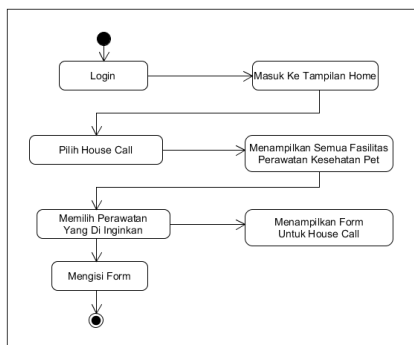 Login
Masuk Ke Tampilan Home
Pilih House Call
Menampilkan Semua Fasilitas
Perawatan Kesehatan Pet
Memilih Perawatan
Yang Di Inginkan
Menampilkan Form
Untuk House Call
Mengisi Form